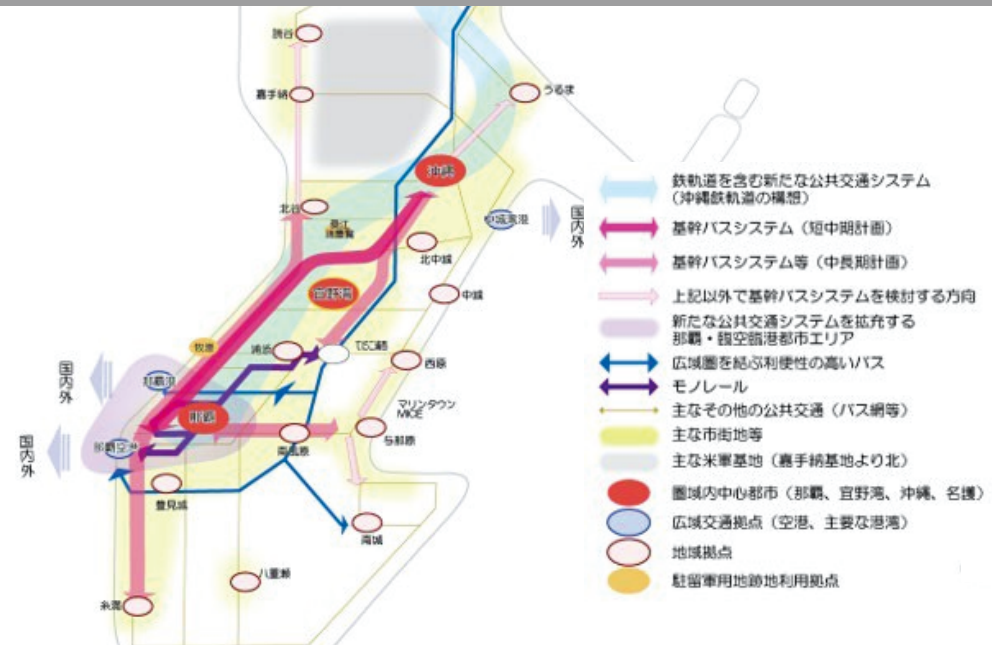 読谷
嘉手納
うるま
沖縄
北谷
北中城
国内外
宜野湾
中城
牧港
浦添
てだこ浦西
西原
国内外
那覇港
マリンタウン
MICE
那覇
与那原
国内外
那覇空港
南風原
豊見城
南城
八重瀬
糸満
鉄軌道を含む新たな公共交通システム
(沖縄鉄軌道の構想)
基幹バスシステム(短中期計画)
基幹バスシステム等(中長期計画)
上記以外で基幹バスシステムを検討する方向
新たな公共交通システムを拡充する
那覇・臨空臨港都市エリア
広域圏を結ぶ利便性の高いバス
モノレール
主なその他の公共交通(バス網等)
主な市街地等
主な米軍基地(嘉手納基地より北)
圏域内中心都市(那覇、宜野湾、沖縄、名護)
広域交通拠点(空港、主要な港湾)
地域拠点
駐留軍用地跡地利用拠点